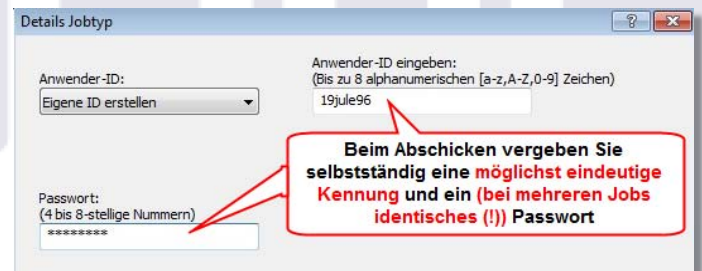 Details Jobtyp
Anwender-ID:
Eigene ID erstellen
Anwender-ID eingeben:
(Bis zu 8 alphanumerischen [a-z,A-Z,0-9] Zeichen)
19jule96
Beim Abschicken vergeben Sie
selbstständig eine möglichst eindeutige
Kennung und ein (bei mehreren Jobs
identisches (!)) Passwort
Passwort:
(4 bis 8-stellige Nummern)
********